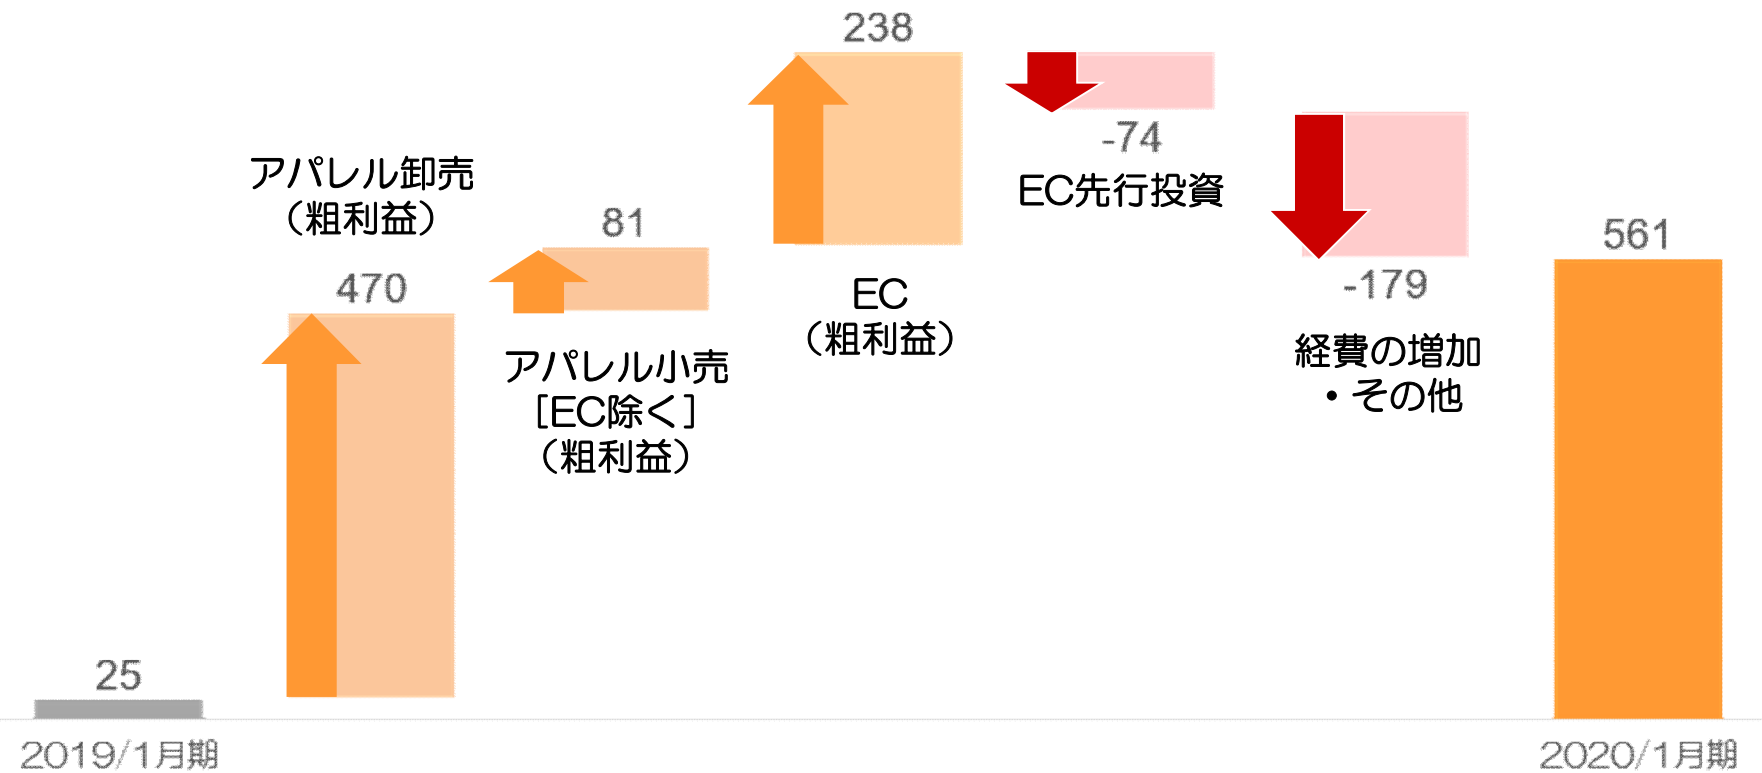 25
2019/1月期
アパレル卸売
（粗利益）
470
81
アパレル小売
[EC除く]
（粗利益）
238
EC
（粗利益）
-74
EC先行投資
-179
経費の増加
・その他
561
2020/1月期